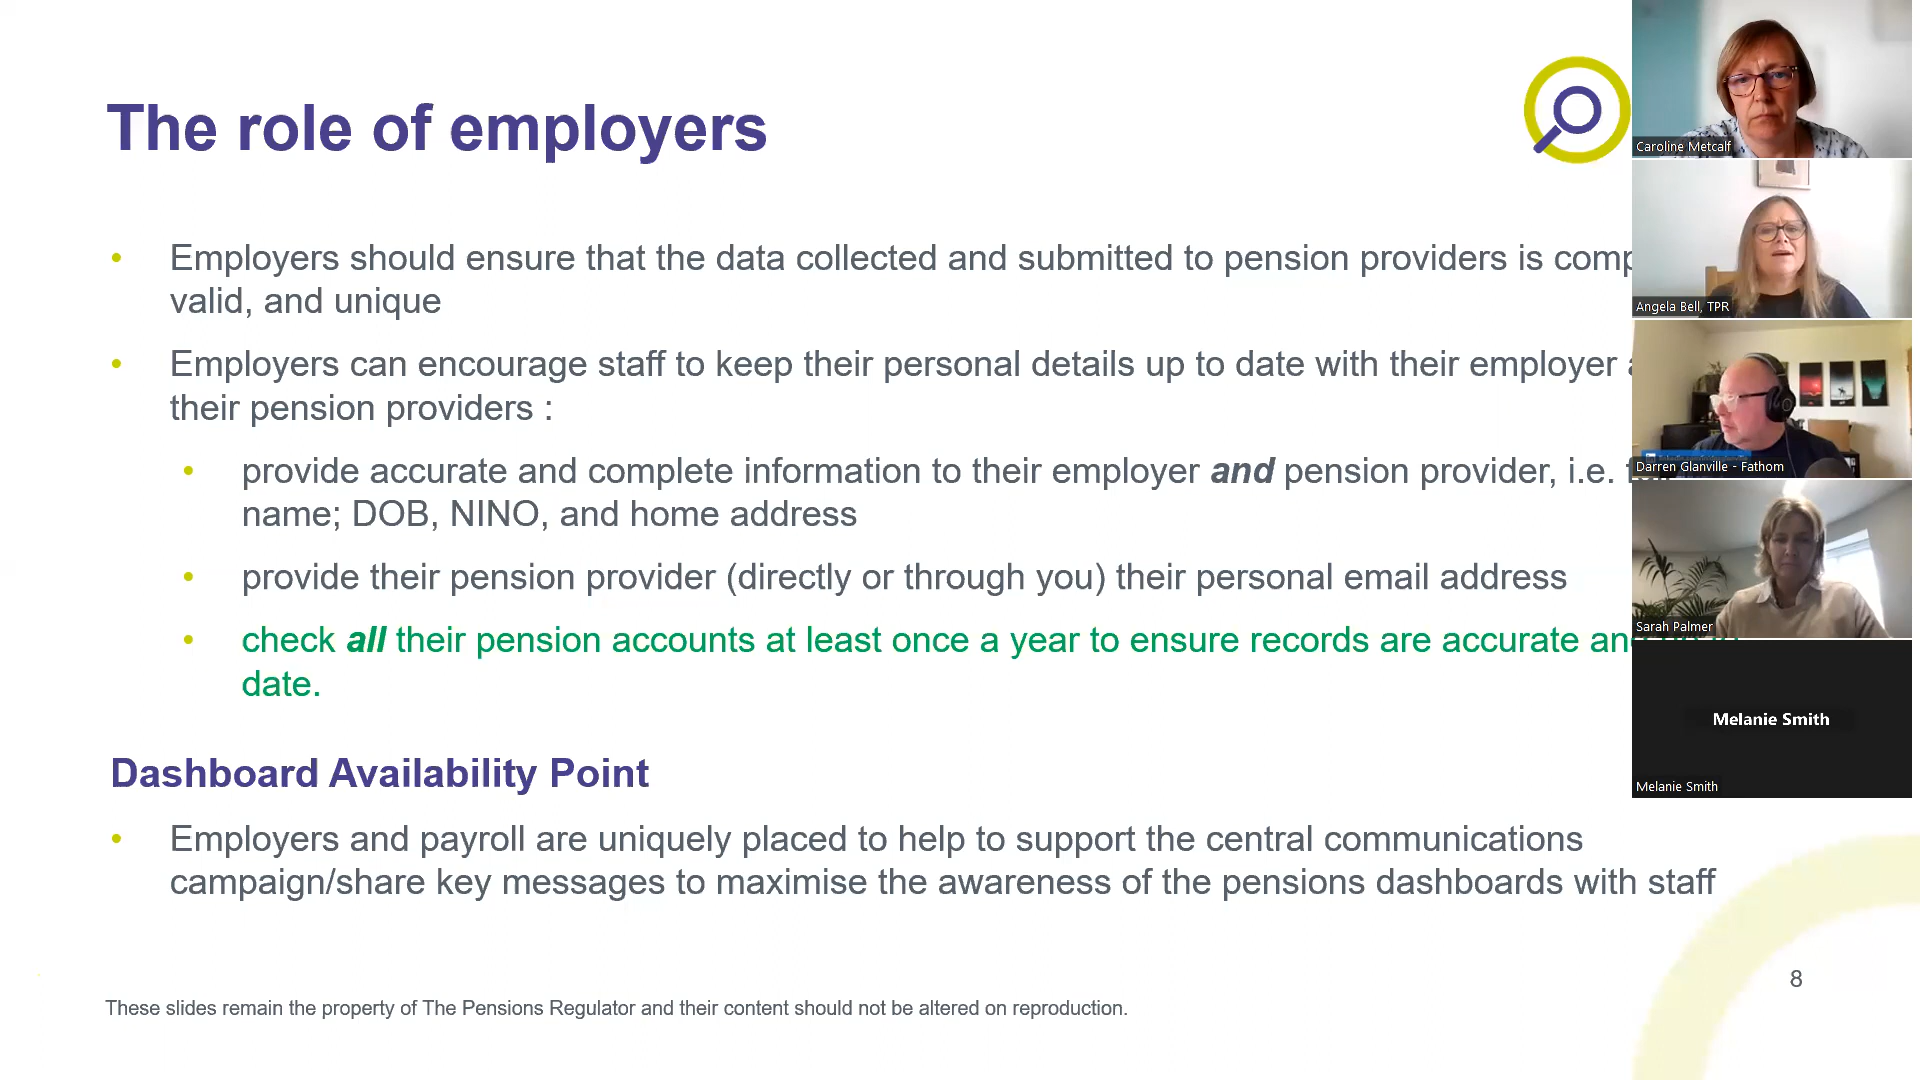 The role of employers
Employers should ensure that the data collected and submitted to pension providers is
valid, and unique
Employers can encourage staff to keep their personal details up to date with their employer
their pension providers :
provide accurate and complete information to their employer and pension provider, i.e.
name; DOB, NINO, and home address
provide their pension provider (directly or through you) their personal email address
check all their pension accounts at least once a year to ensure records are accurate
date.
Dashboard Availability Point
Employers and payroll are uniquely placed to help to support the central communications
campaign/share key messages to maximise the awareness of the pensions dashboards with staff
8
These slides remain the property of The Pensions Regulator and their content should not be altered on reproduction.
Caroline Metcalf
Angela Bell, TPR
Darren Glanville - Fathom
Sarah Palmer
Melanie Smith
Melanie Smith